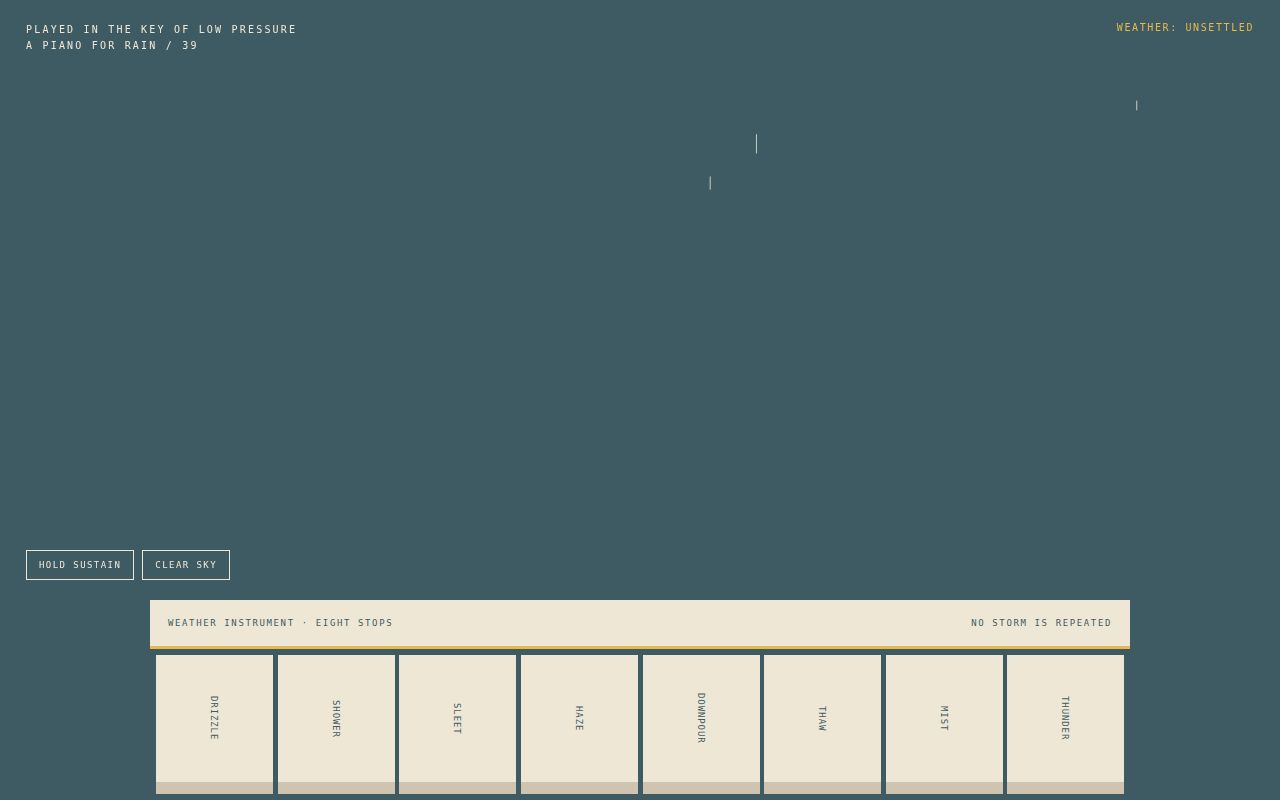 PLAYED IN THE KEY OF LOW PRESSURE
A PIANO FOR RAIN / 39
WEATHER: UNSETTLED
HOLD SUSTAIN
CLEAR SKY
WEATHER INSTRUMENT · EIGHT STOPS
NO STORM IS REPEATED
DRIZZLE
SHOWER
SLEET
HAZE
DOWNPOUR
THAW
MIST
THUNDER